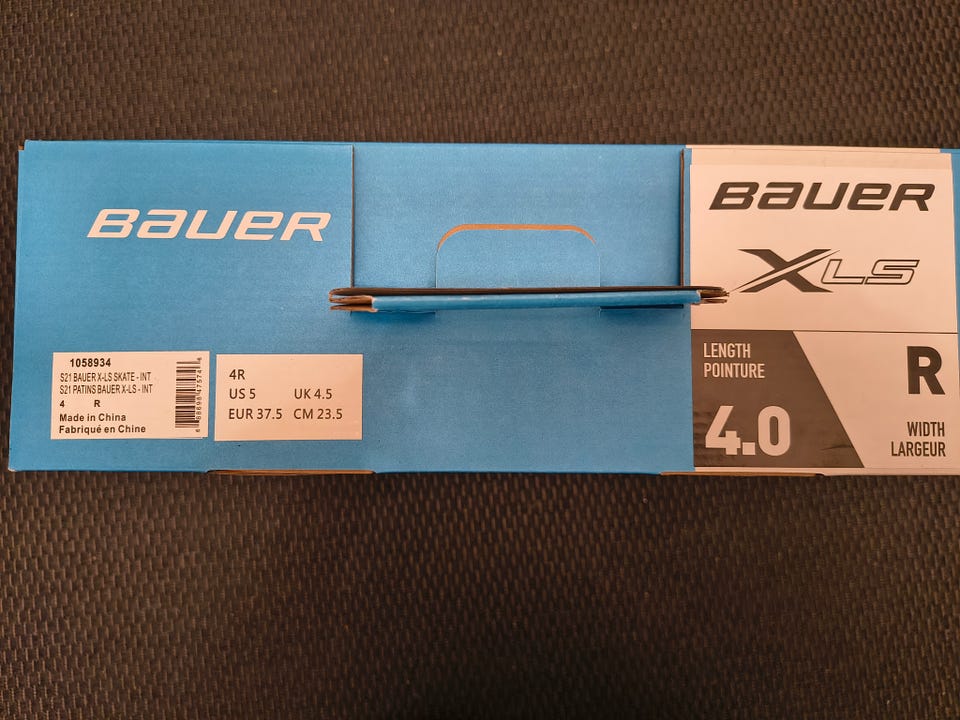 BAUER
1058934
S21 BAUER X-LS SKATE - INT
S21 PATINS BAUER X-LS - INT
4 R
Made in China
Fabriqué en Chine
4R
US 5 UK 4.5
EUR 37.5 CM 23.5
BAUER
XLS
LENGTH
POINTURE
4.0
R
WIDTH
LARGEUR